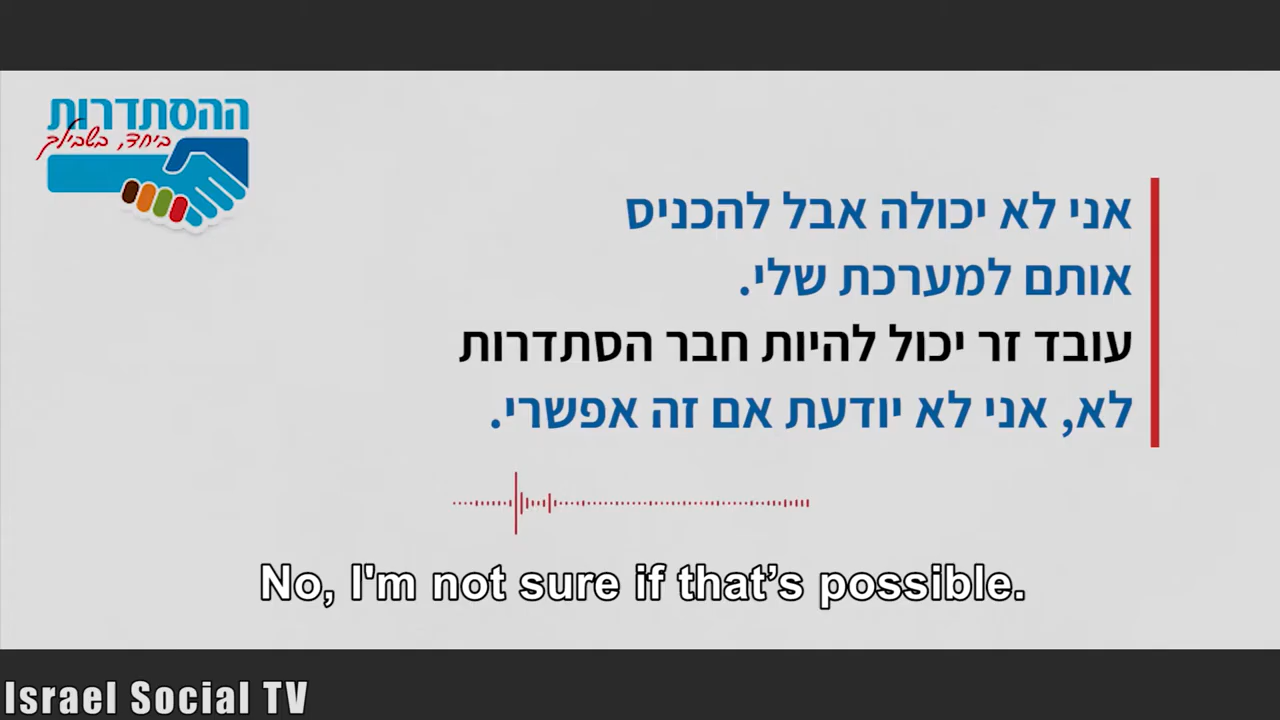 ההסתדרות
ביחד, בשבילך
אני לא יכולה אבל להכניס
אותם למערכת שלי.
עובד זר יכול להיות חבר הסתדרות
לא, אני לא יודעת אם זה אפשרי.
No, I'm not sure if that’s possible.
Israel Social TV